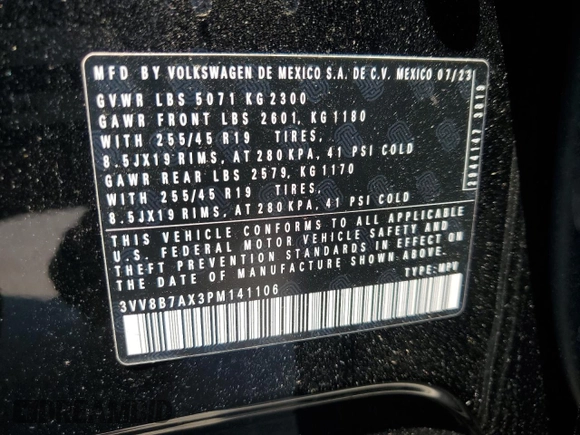 MFD BY VOLKSWAGEN DE MEXICO S.A. DE C.V. MEXICO 07/23
GVWR LBS 5071 KG 2300
GAWR FRONT LBS 2601, KG 1180
WITH 255/45 R19 TIRES,
8.5JX19 RIMS, AT 280 KPA, 41 PSI COLD
GAWR REAR LBS 2579, KG 1170
WITH 255/45 R19 TIRES,
8.5JX19 RIMS, AT 280 KPA, 41 PSI COLD
THIS VEHICLE CONFORMS TO ALL APPLICABLE
U.S. FEDERAL MOTOR VEHICLE SAFETY AND
THEFT PREVENTION STANDARDS IN EFFECT ON
THE DATE OF MANUFACTURE SHOWN ABOVE.
TYPE:MPV
3VV8B7AX3PM141106